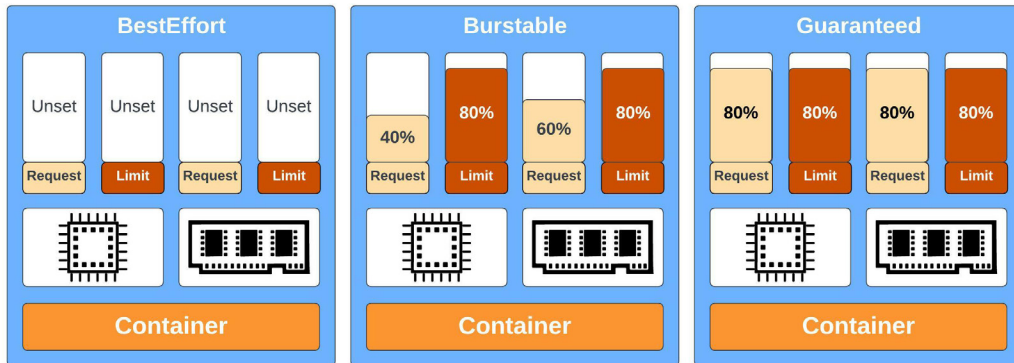 BestEffort
Unset
Unset
Unset
Unset
Request
Limit
Request
Limit
Container
Burstable
40%
80%
60%
80%
Request
Limit
Request
Limit
Container
Guaranteed
80%
80%
80%
80%
Request
Limit
Request
Limit
Container